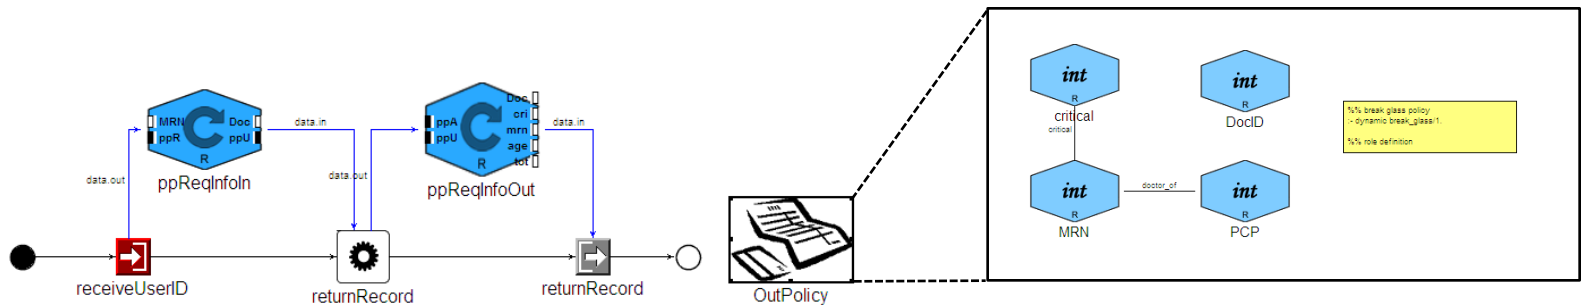 MRN
ppR
Doc
ppU
R
ppReqInfoIn
data.in
data.out
receiveUserID
ppA
ppU
Doc
cri
mrn
age
tot
R
ppReqInfoOut
data.in
data.out
returnRecord
returnRecord
OutPolicy
int
R
critical
critical
int
R
DocID
int
R
MRN
doctor_of
int
R
PCP
%% break glass policy
:- dynamic break_glass/1.
%% role definition